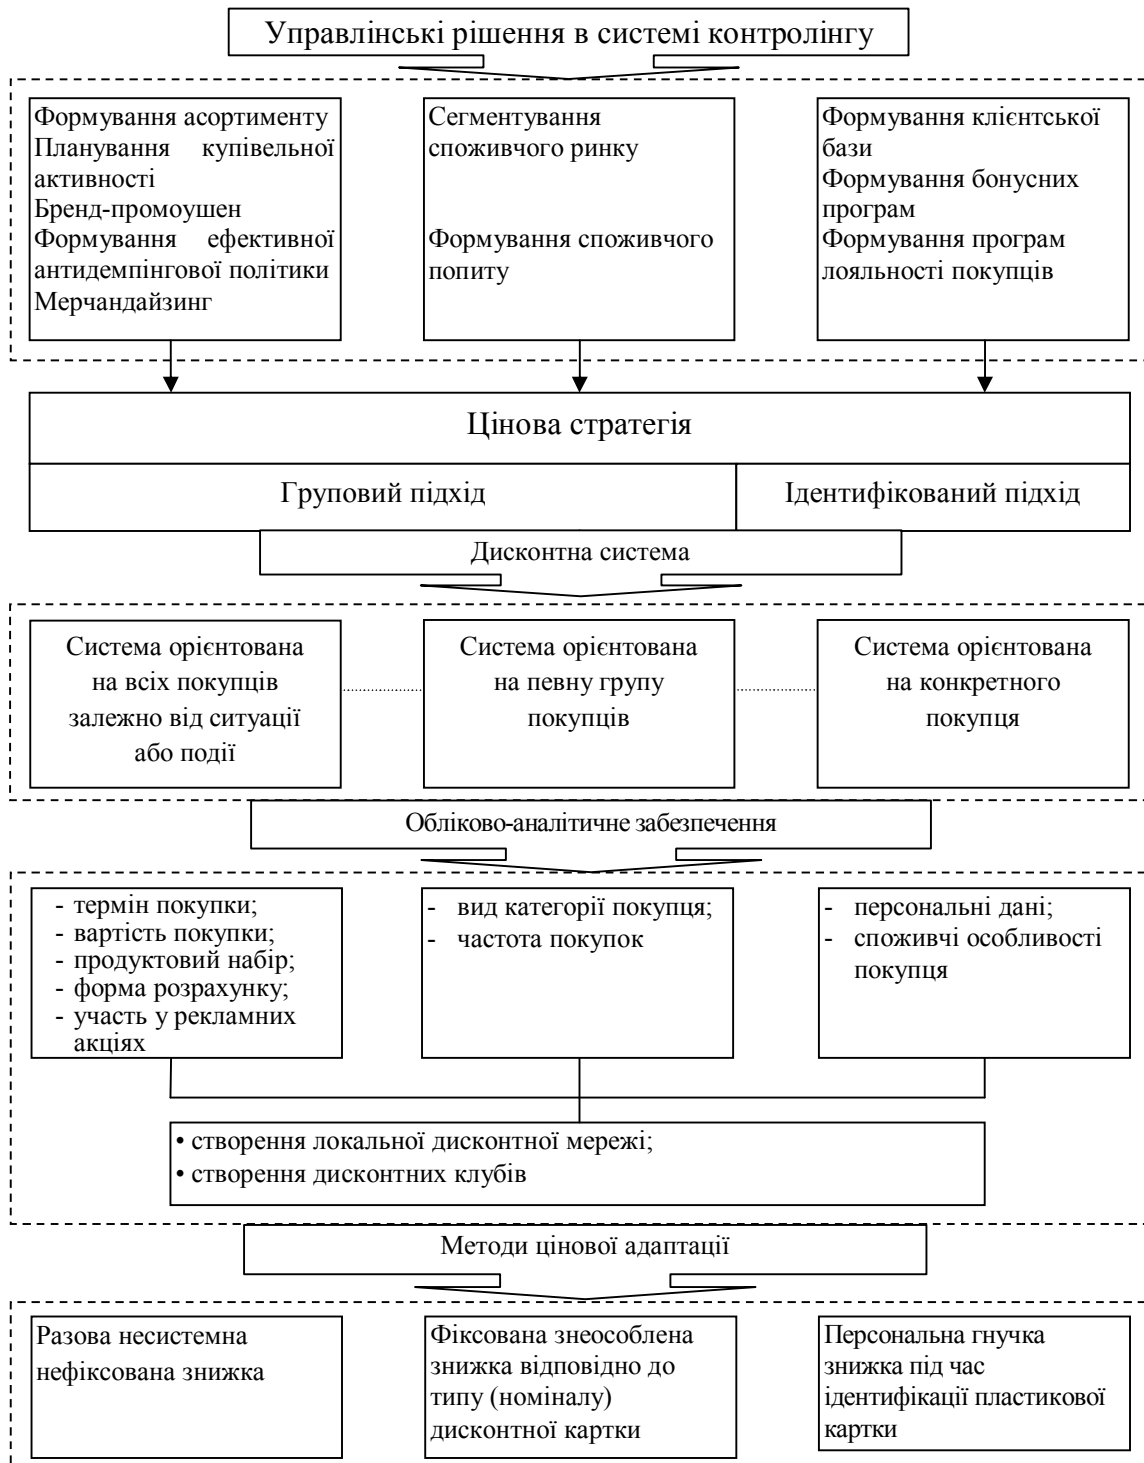 Управлінські рішення в системі контролінгу
Формування асортименту
Планування купівельної
активності
Бренд-промоушен
Формування ефективної
антидемпінгової політики
Мерчандайзинг
Сегментування
споживчого ринку
Формування споживчого
попиту
Формування клієнтської
бази
Формування бонусних
програм
Формування програм
лояльності покупців
Цінова стратегія
Груповий підхід
Ідентифікований підхід
Дисконтна система
Система орієнтована
на всіх покупців
залежно від ситуації
або події
Система орієнтована
на певну групу
покупців
Система орієнтована
на конкретного
покупця
Обліково-аналітичне забезпечення
- термін покупки;
- вартість покупки;
- продуктовий набір;
- форма розрахунку;
- участь у рекламних
акціях
- вид категорії покупця;
- частота покупок
- персональні дані;
- споживчі особливості
покупця
• створення локальної дисконтної мережі;
• створення дисконтних клубів
Методи цінової адаптації
Разова несистемна
нефіксована знижка
Фіксована знеособлена
знижка відповідно до
типу (номіналу)
дисконтної картки
Персональна гнучка
знижка під час
ідентифікації пластикової
картки